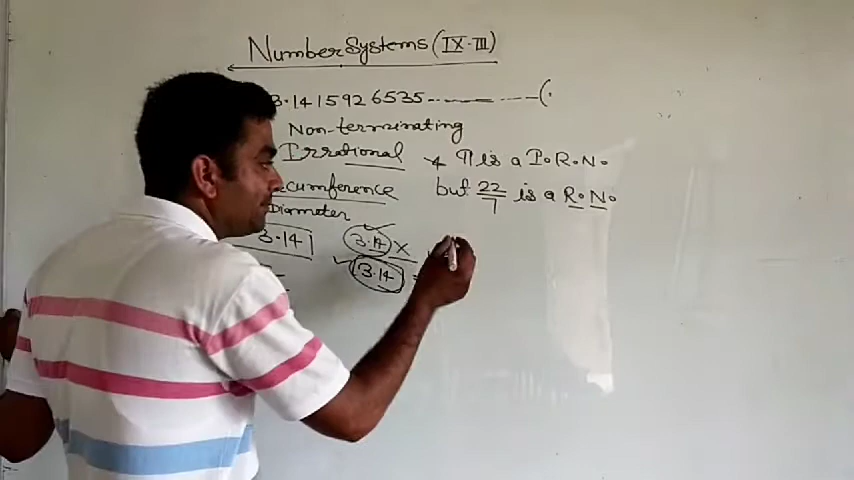 Number Systems (IX-III)
3.1415926535------------(
Non-terminating
Irrational
π is a I.R.N.
cumference
Diameter
but 22/7 is a R.N.
3.14
3.14 X
3.14 =